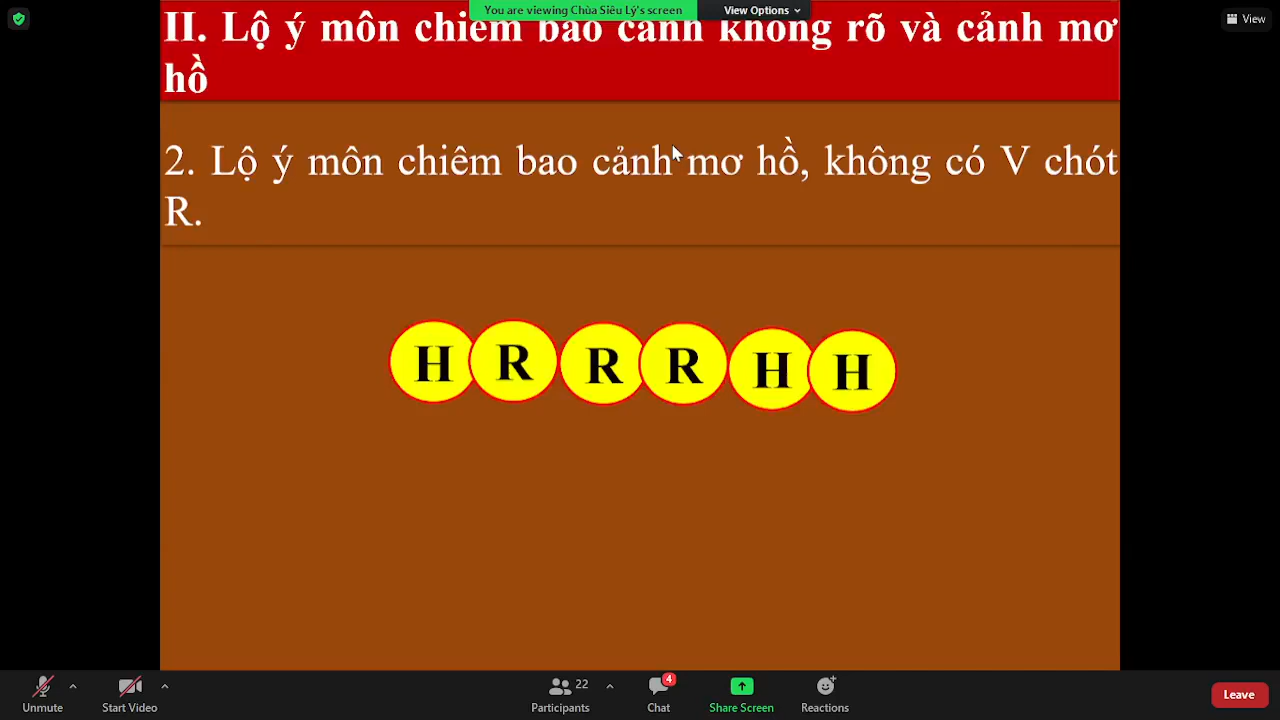 You are viewing Chùa Siêu Lý's screen
View Options
View
II. Lộ ý môn chiêm bao cảnh không rõ và cảnh mơ
hồ
2. Lộ ý môn chiêm bao cảnh mơ hồ, không có V chót
R.
H R R R H H
22
4
Unmute
Start Video
Participants
Chat
Share Screen
Reactions
Leave